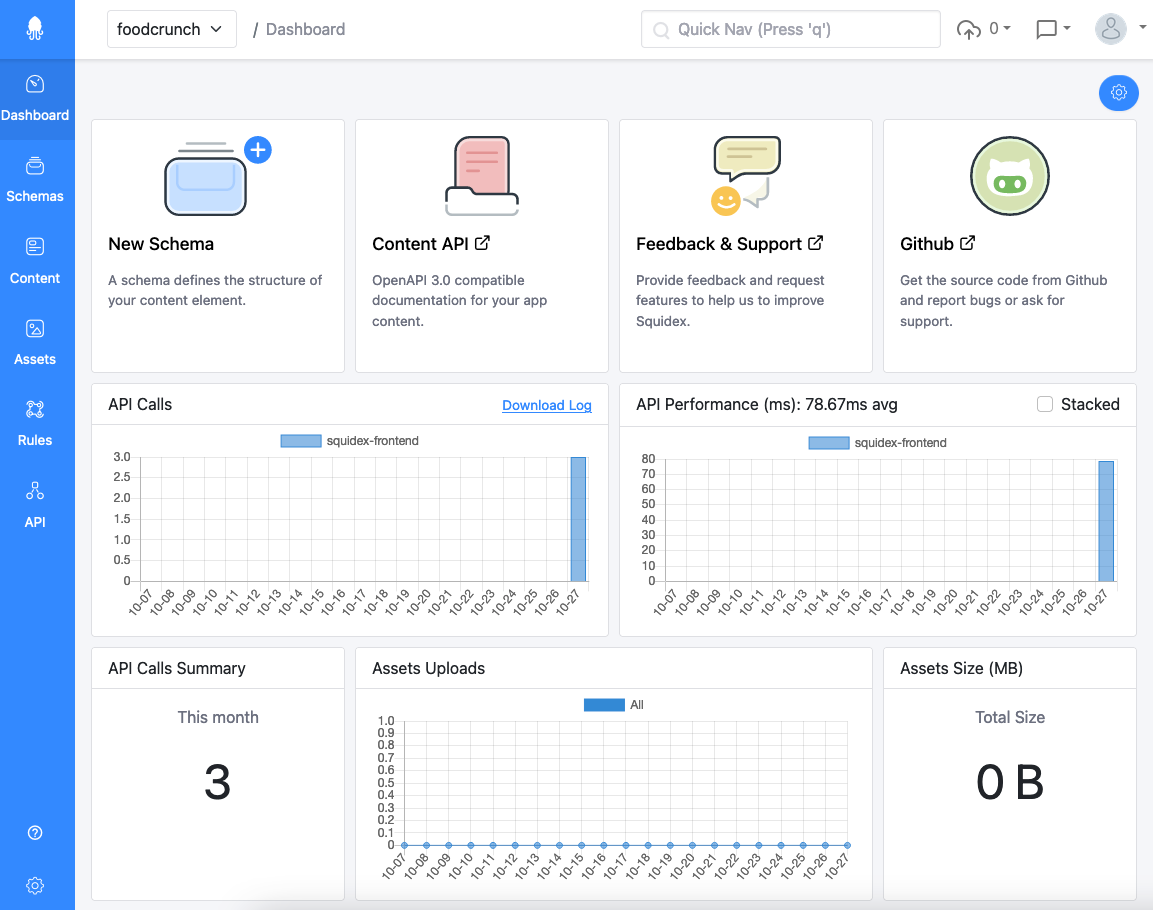 foodcrunch
/ Dashboard
Quick Nav (Press 'q')
0
Dashboard
Schemas
Content
Assets
Rules
API
New Schema
A schema defines the structure of
your content element.
Content API
OpenAPI 3.0 compatible
documentation for your app
content.
Feedback & Support
Provide feedback and request
features to help us to improve
Squidex.
Github
Get the source code from Github
and report bugs or ask for
support.
API Calls
Download Log
squidex-frontend
3.0
2.5
2.0
1.5
1.0
0.5
0
10-07
10-08
10-09
10-10
10-11
10-12
10-13
10-14
10-15
10-16
10-17
10-18
10-19
10-20
10-21
10-22
10-23
10-24
10-25
10-26
10-27
API Performance (ms): 78.67ms avg
Stacked
squidex-frontend
80
70
60
50
40
30
20
10
0
10-07
10-08
10-09
10-10
10-11
10-12
10-13
10-14
10-15
10-16
10-17
10-18
10-19
10-20
10-21
10-22
10-23
10-24
10-25
10-26
10-27
API Calls Summary
This month
3
Assets Uploads
All
1.0
0.9
0.8
0.7
0.6
0.5
0.4
0.3
0.2
0.1
0
10-07
10-08
10-09
10-10
10-11
10-12
10-13
10-14
10-15
10-16
10-17
10-18
10-19
10-20
10-21
10-22
10-23
10-24
10-25
10-26
10-27
Assets Size (MB)
Total Size
0 B